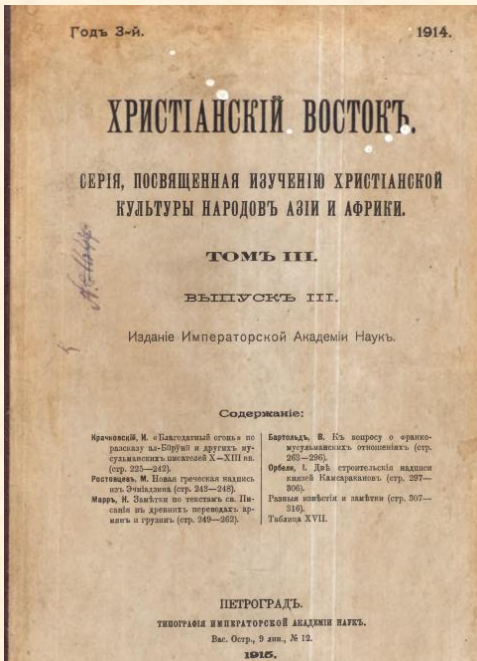 Годъ 3-й. 1914.
ХРИСТІАНСКІЙ ВОСТОКЪ.
СЕРІЯ, ПОСВЯЩЕННАЯ ИЗУЧЕНІЮ ХРИСТІАНСКОЙ
КУЛЬТУРЫ НАРОДОВЪ АЗІИ И АФРИКИ.
ТОМЪ III.
ВЫПУСКЪ III.
Изданіе Императорской Академіи Наукъ.
Содержаніе:
Крачковскій, И. «Благодатный огонь» по
разсказу ал-Бӣрӯнӣ и другихъ му-
сульманскихъ писателей X—XIII вв.
(стр. 225—242).
Ростовцевъ, М. Новая греческая надпись
изъ Эчміадзина (стр. 243—248).
Марръ, Н. Замѣтки по текстамъ св. Пи-
санія въ древнихъ переводахъ ар-
мянъ и грузинъ (стр. 249—262).
Бартольдъ, В. Къ вопросу о франко-
мусульманскихъ отношеніяхъ (стр.
263—296).
Орбели, І. Двѣ строительскія надписи
князей Камсаракановъ (стр. 297—
306).
Разныя извѣстія и замѣтки (стр. 307—
316).
Таблица XVII.
ПЕТРОГРАДЪ.
ТИПОГРАФІЯ ИМПЕРАТОРСКОЙ АКАДЕМІИ НАУКЪ.
Вас. Остр., 9 лин., № 12.
1915.